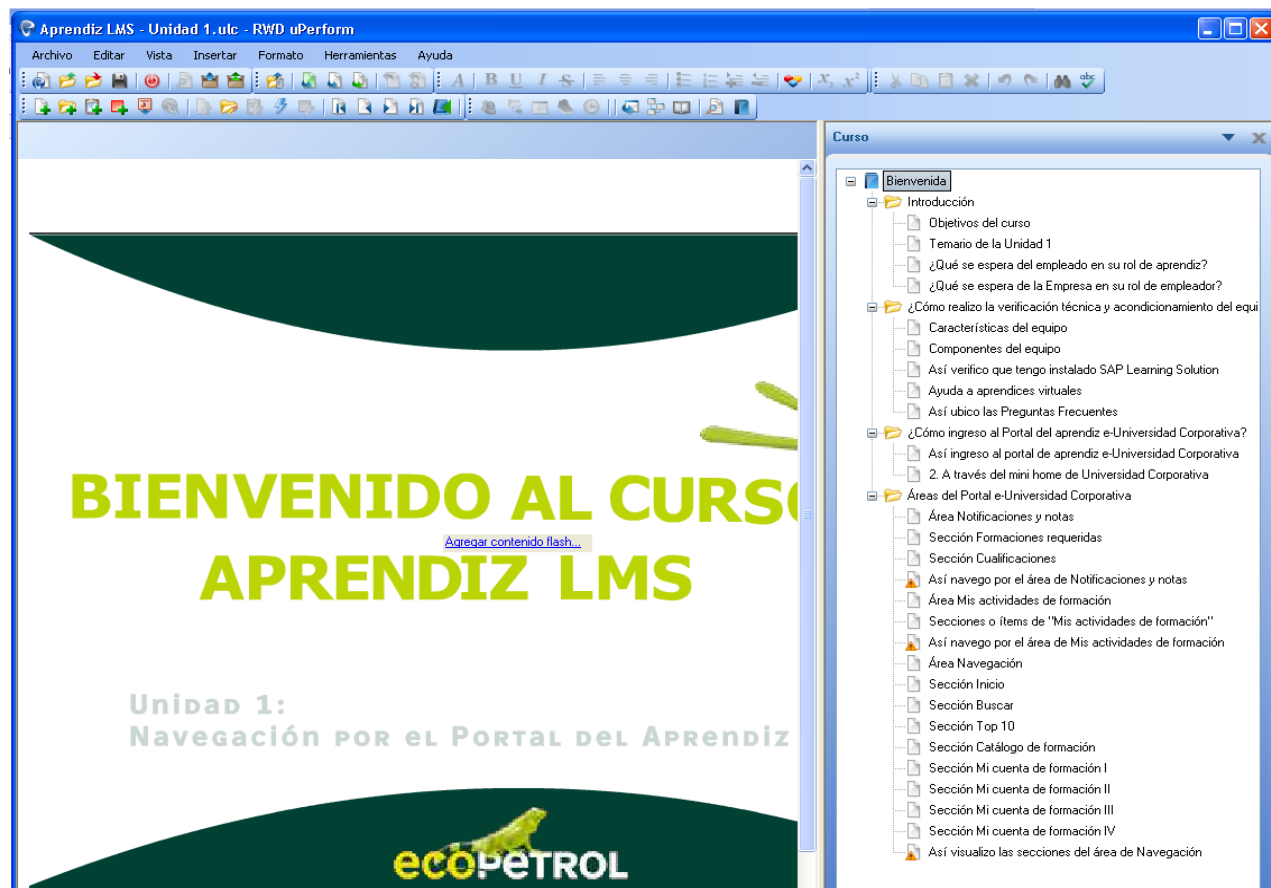 Aprendiz LMS - Unidad 1.ulc - RWD uPerform
Archivo Editar Vista Insertar Formato Herramientas Ayuda
Curso
BIENVENIDO AL CURSO
Agregar contenido flash...
APRENDIZ LMS
Unidad 1:
Navegación por el Portal del Aprendiz
ecopetrol
Bienvenida
Introducción
Objetivos del curso
Temario de la Unidad 1
¿Qué se espera del empleado en su rol de aprendiz?
¿Qué se espera de la Empresa en su rol de empleador?
¿Cómo realizo la verificación técnica y acondicionamiento del equi
Características del equipo
Componentes del equipo
Así verifico que tengo instalado SAP Learning Solution
Ayuda a aprendices virtuales
Así ubico las Preguntas Frecuentes
¿Cómo ingreso al Portal del aprendiz e-Universidad Corporativa?
Así ingreso al portal de aprendiz e-Universidad Corporativa
2. A través del mini home de Universidad Corporativa
Áreas del Portal e-Universidad Corporativa
Área Notificaciones y notas
Sección Formaciones requeridas
Sección Cualificaciones
Así navego por el área de Notificaciones y notas
Área Mis actividades de formación
Secciones o ítems de "Mis actividades de formación"
Así navego por el área de Mis actividades de formación
Área Navegación
Sección Inicio
Sección Buscar
Sección Top 10
Sección Catálogo de formación
Sección Mi cuenta de formación I
Sección Mi cuenta de formación II
Sección Mi cuenta de formación III
Sección Mi cuenta de formación IV
Así visualizo las secciones del área de Navegación